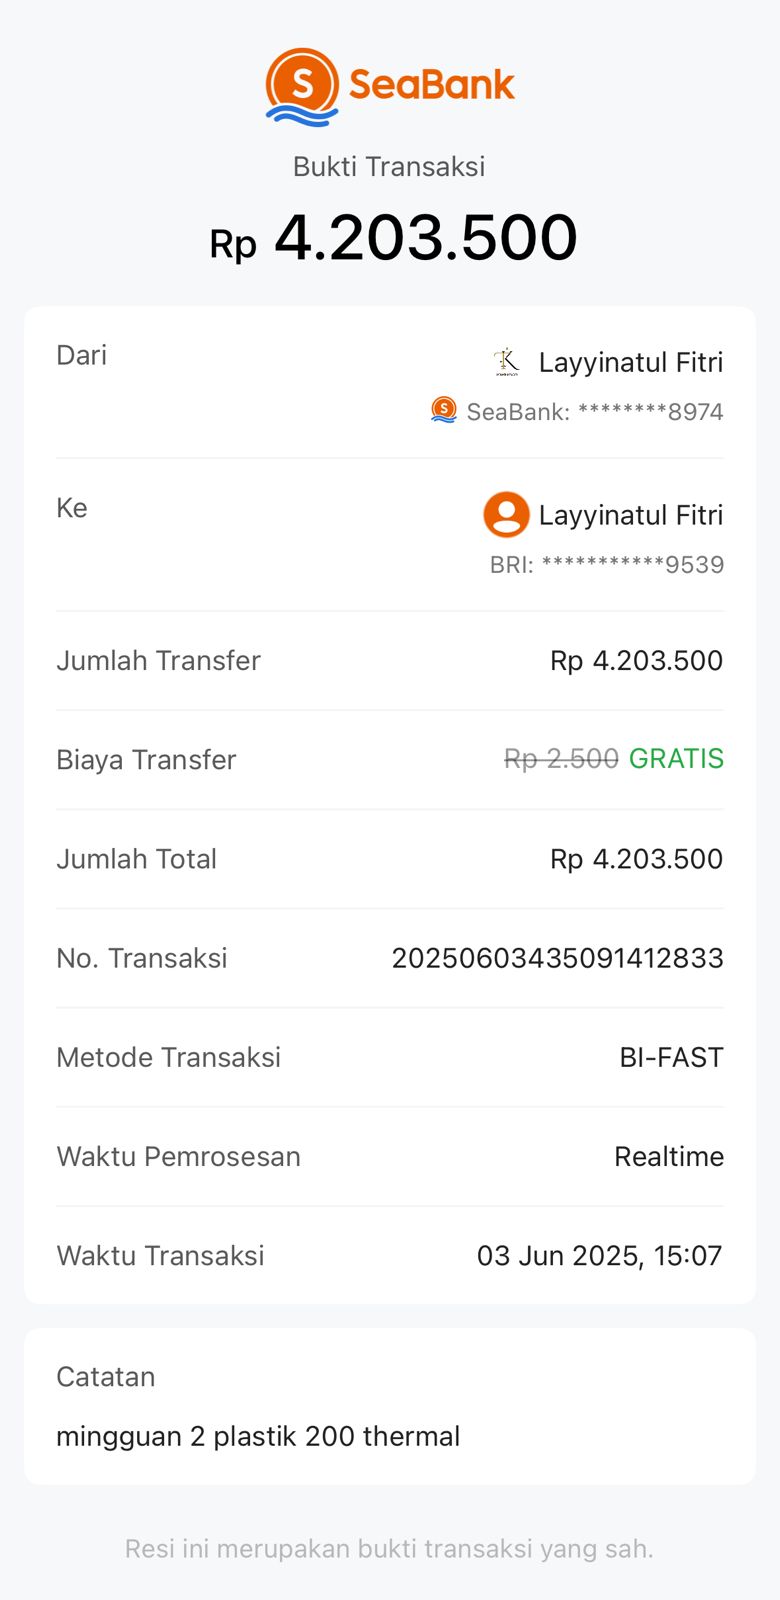 S SeaBank
Bukti Transaksi
Rp 4.203.500
Dari
Layyinatul Fitri
S SeaBank: ********8974
Ke
Layyinatul Fitri
BRI: ***********9539
Jumlah Transfer Rp 4.203.500
Biaya Transfer Rp 2.500 GRATIS
Jumlah Total Rp 4.203.500
No. Transaksi 20250603435091412833
Metode Transaksi BI-FAST
Waktu Pemrosesan Realtime
Waktu Transaksi 03 Jun 2025, 15:07
Catatan
mingguan 2 plastik 200 thermal
Resi ini merupakan bukti transaksi yang sah.